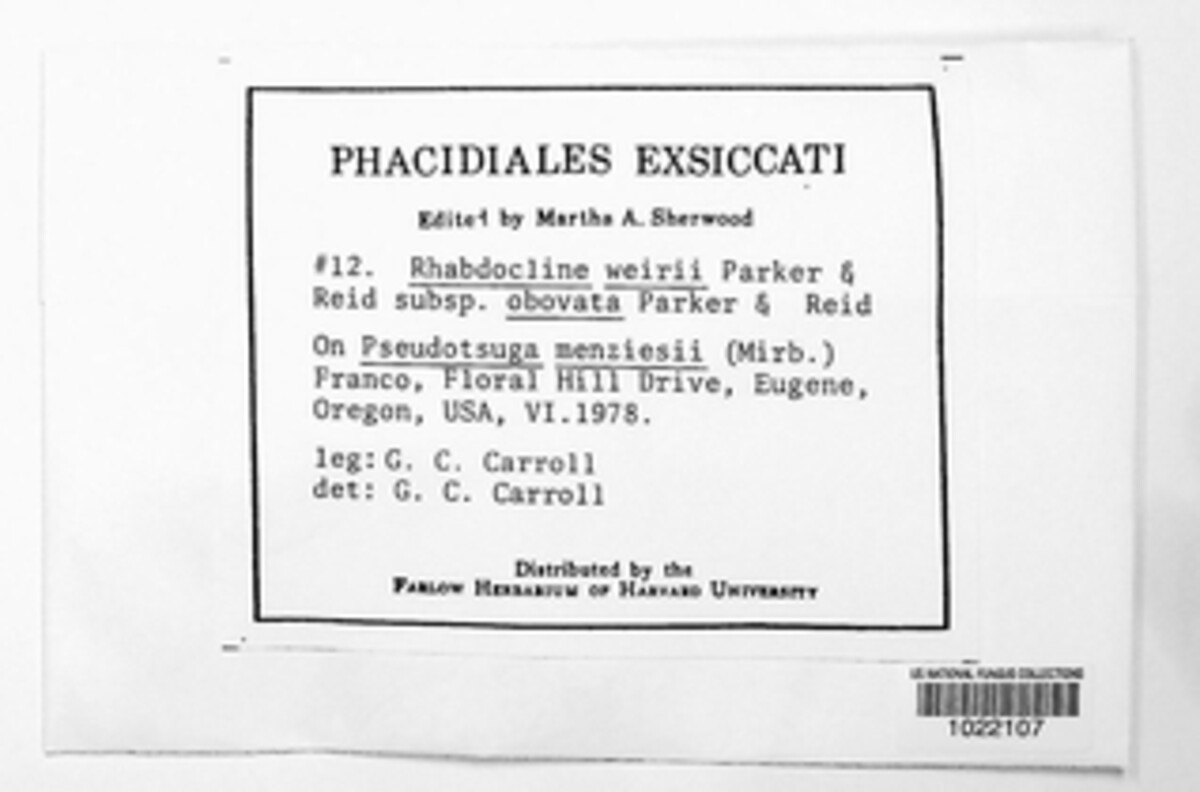 PHACIDIALES EXSICCATI
Edited by Martha A. Sherwood
#12. Rhabdocline weirii Parker &
Reid subsp. obovata Parker & Reid
On Pseudotsuga menziesii (Mirb.)
Franco, Floral Hill Drive, Eugene,
Oregon, USA, VI.1978.
leg: G. C. Carroll
det: G. C. Carroll
Distributed by the
FARLOW HERBARIUM OF HARVARD UNIVERSITY
US NATIONAL FUNGUS COLLECTIONS
1022107